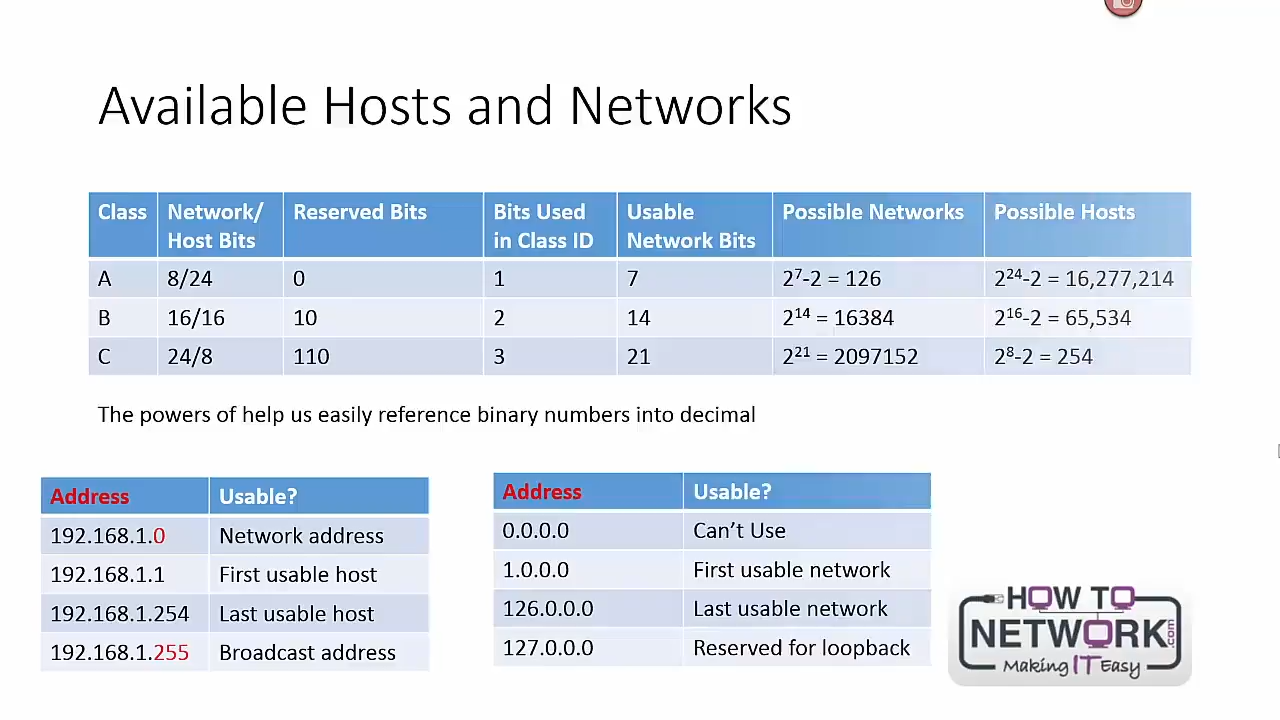 Available Hosts and Networks
Class Network/ Reserved Bits Bits Used Usable Possible Networks Possible Hosts
Host Bits in Class ID Network Bits
A 8/24 0 1 7 2⁷-2 = 126 2²⁴-2 = 16,277,214
B 16/16 10 2 14 2¹⁴ = 16384 2¹⁶-2 = 65,534
C 24/8 110 3 21 2²¹ = 2097152 2⁸-2 = 254
The powers of help us easily reference binary numbers into decimal
Address Usable?
192.168.1.0 Network address
192.168.1.1 First usable host
192.168.1.254 Last usable host
192.168.1.255 Broadcast address
Address Usable?
0.0.0.0 Can’t Use
1.0.0.0 First usable network
126.0.0.0 Last usable network
127.0.0.0 Reserved for loopback
HOW TO
NETWORK.com
Making IT Easy